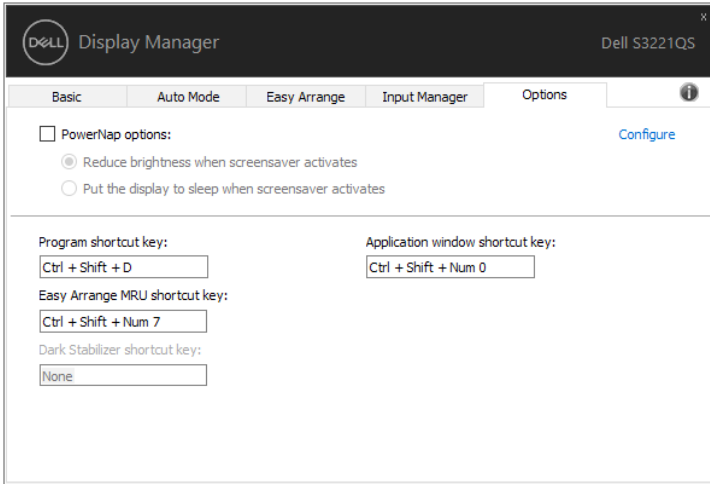 x
DELL Display Manager Dell S3221QS
Basic Auto Mode Easy Arrange Input Manager Options i
PowerNap options: Configure
Reduce brightness when screensaver activates
Put the display to sleep when screensaver activates
Program shortcut key: Application window shortcut key:
Ctrl + Shift + D Ctrl + Shift + Num 0
Easy Arrange MRU shortcut key:
Ctrl + Shift + Num 7
Dark Stabilizer shortcut key:
None